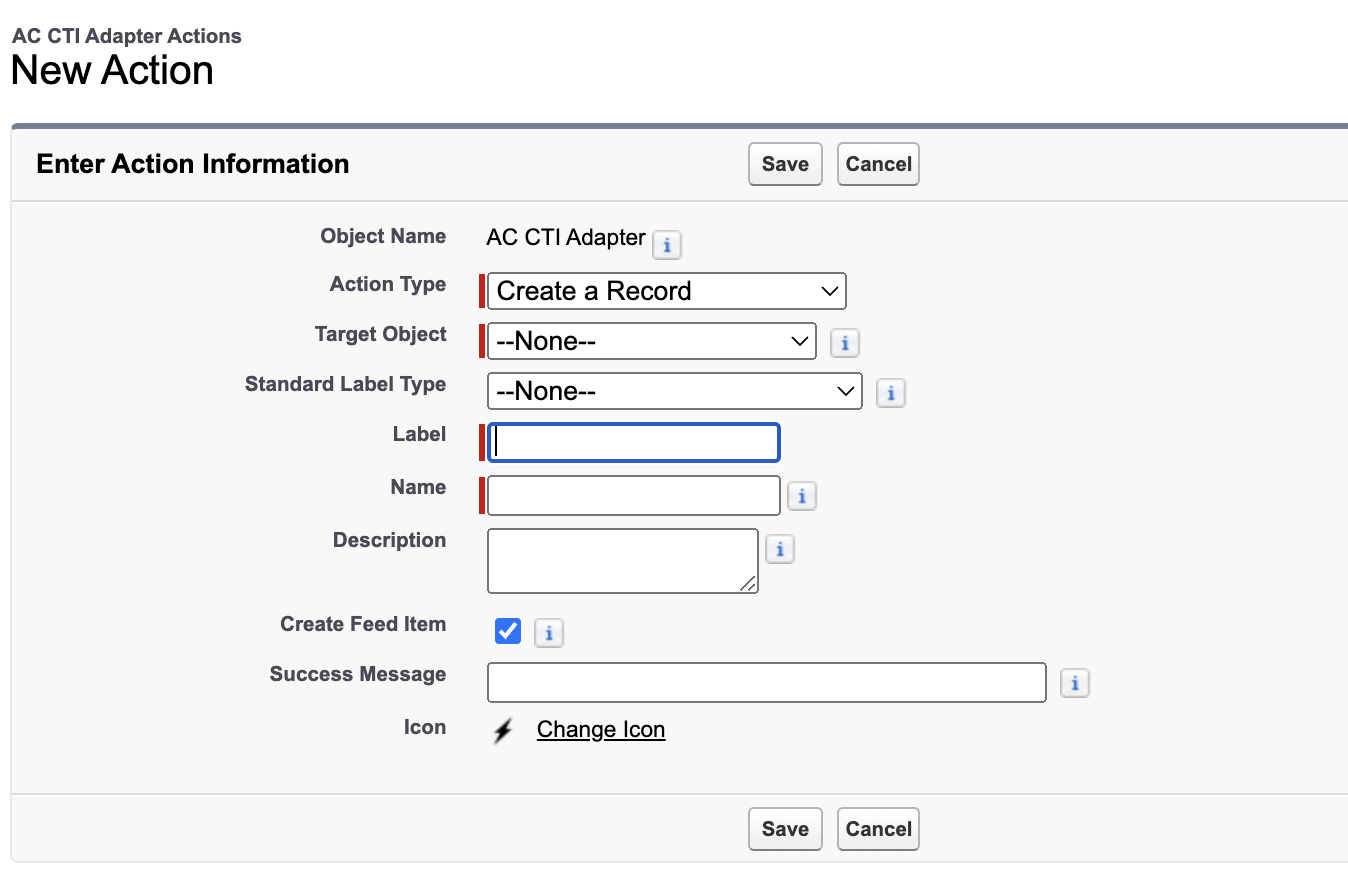 AC CTI Adapter Actions
New Action
Enter Action Information Save Cancel
Object Name AC CTI Adapter i
Action Type Create a Record
Target Object --None-- i
Standard Label Type --None-- i
Label
Name i
Description i
Create Feed Item i
Success Message i
Icon Change Icon
Save Cancel